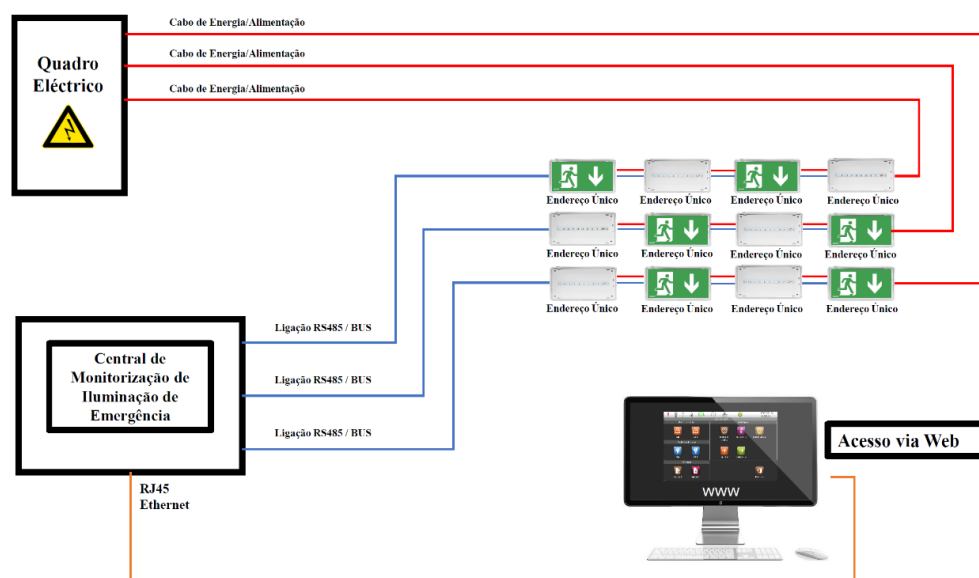 Cabo de Energia/Alimentação
Cabo de Energia/Alimentação
Cabo de Energia/Alimentação
Quadro
Eléctrico
Endereço Único Endereço Único Endereço Único Endereço Único
Endereço Único Endereço Único Endereço Único Endereço Único
Endereço Único Endereço Único Endereço Único Endereço Único
Ligação RS485 / BUS
Ligação RS485 / BUS
Ligação RS485 / BUS
Central de
Monitorização de
Iluminação de
Emergência
RJ45
Ethernet
Acesso via Web
WWW